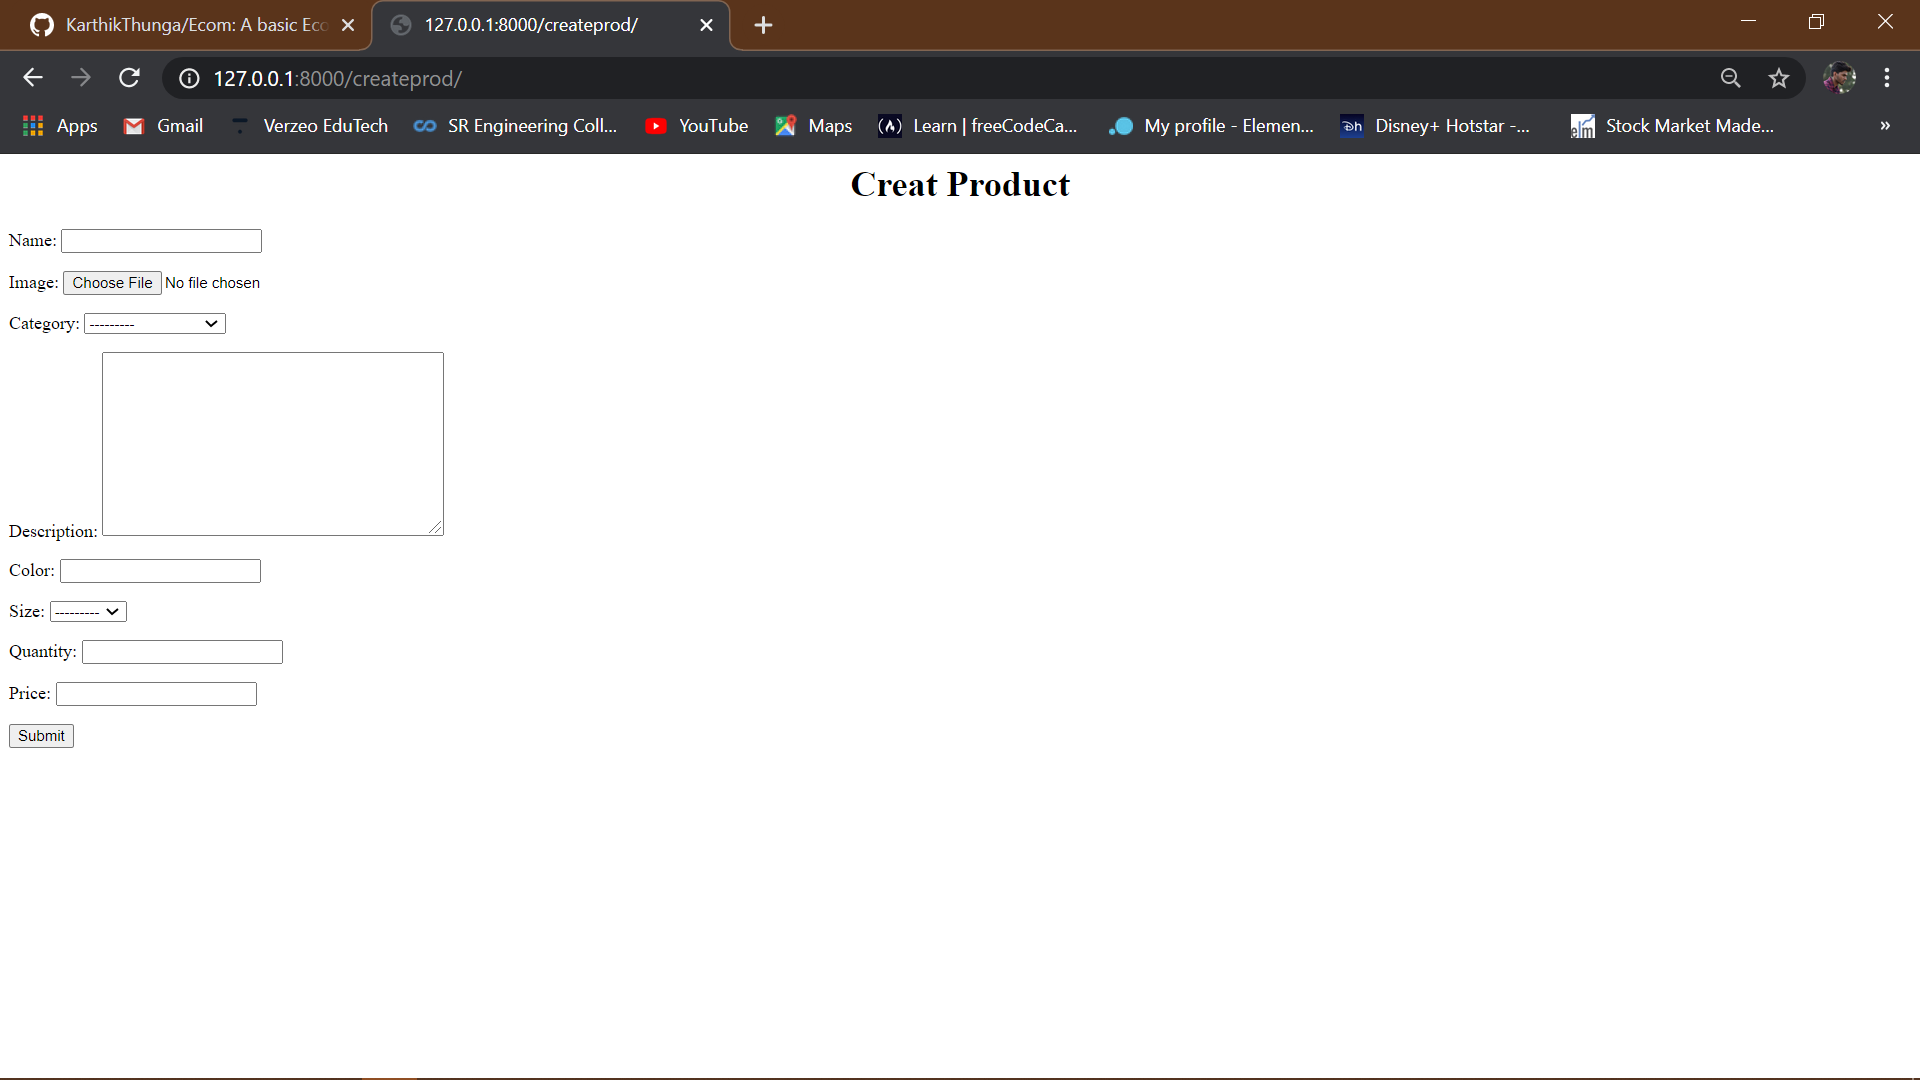 KarthikThunga/Ecom: A basic Eco
127.0.0.1:8000/createprod/
127.0.0.1:8000/createprod/
Apps
Gmail
Verzeo EduTech
SR Engineering Coll...
YouTube
Maps
Learn | freeCodeCa...
My profile - Elemen...
Disney+ Hotstar -...
elm
Stock Market Made...
»
Creat Product
Name:
Image: Choose File No file chosen
Category: ---------
Description:
Color:
Size: ---------
Quantity:
Price:
Submit